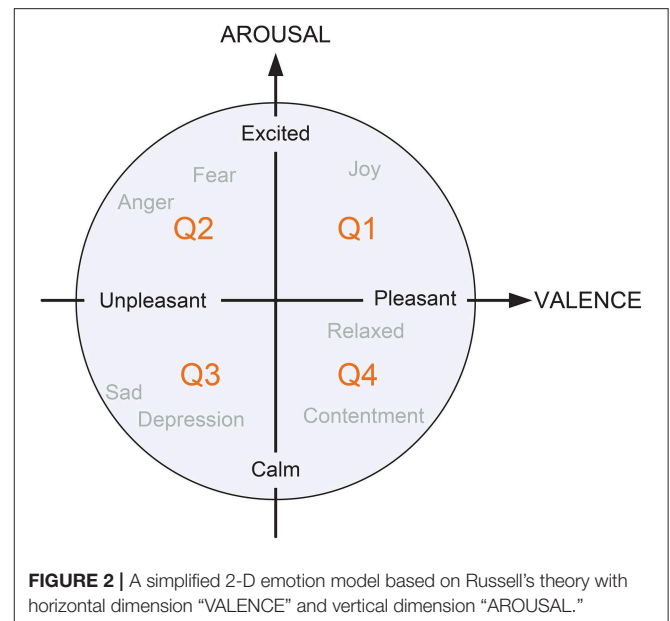 AROUSAL
Excited
Fear
Joy
Anger
Q2
Q1
Unpleasant
Pleasant
VALENCE
Relaxed
Q3
Q4
Sad
Depression
Contentment
Calm
FIGURE 2 | A simplified 2-D emotion model based on Russell’s theory with
horizontal dimension “VALENCE” and vertical dimension “AROUSAL.”